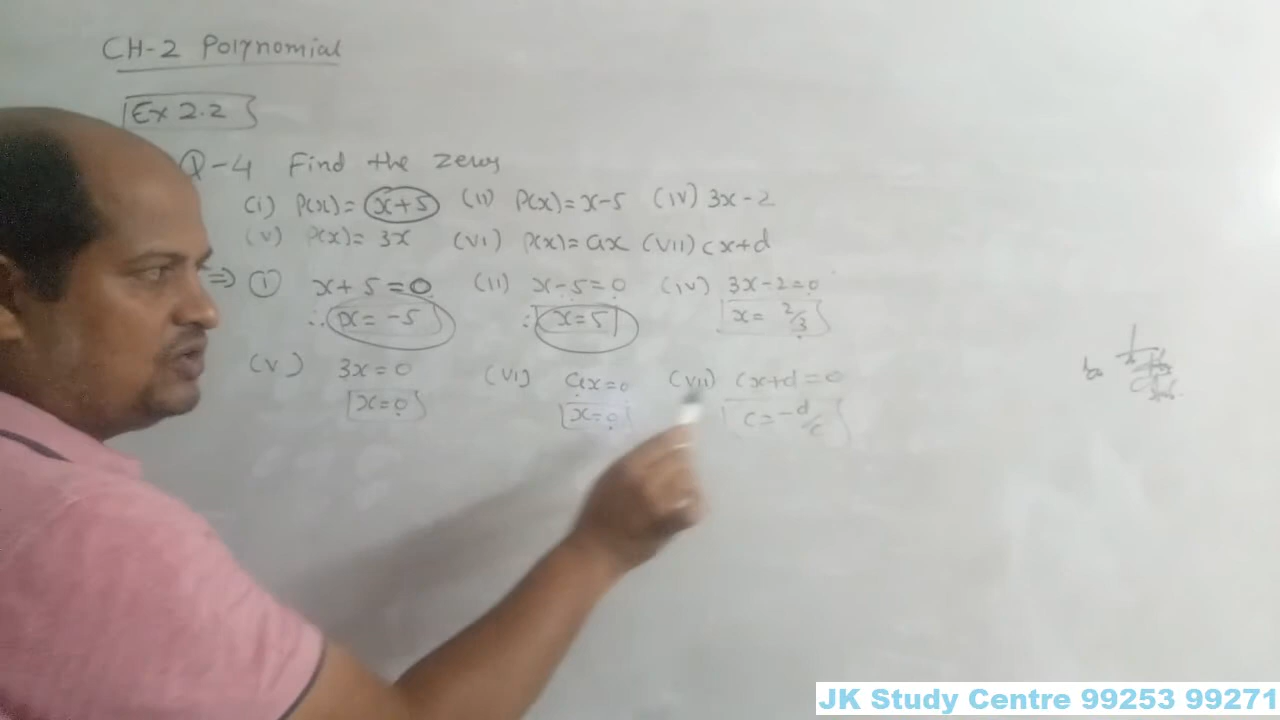 CH-2 Polynomial
Ex 2.2
Q-4 Find the zeros
(i) P(x)= x+5 (ii) P(x)= x-5 (iv) 3x-2
(v) P(x)= 3x (vi) P(x)= ax (vii) cx+d
⇒ ① x+5=0 (ii) x-5=0 (iv) 3x-2=0
∴ x=-5 ∴ x=5 x= 2/3
(v) 3x=0 (vi) ax=0 (vii) cx+d=0
x=0 x=0 c=-d/c
JK Study Centre 99253 99271